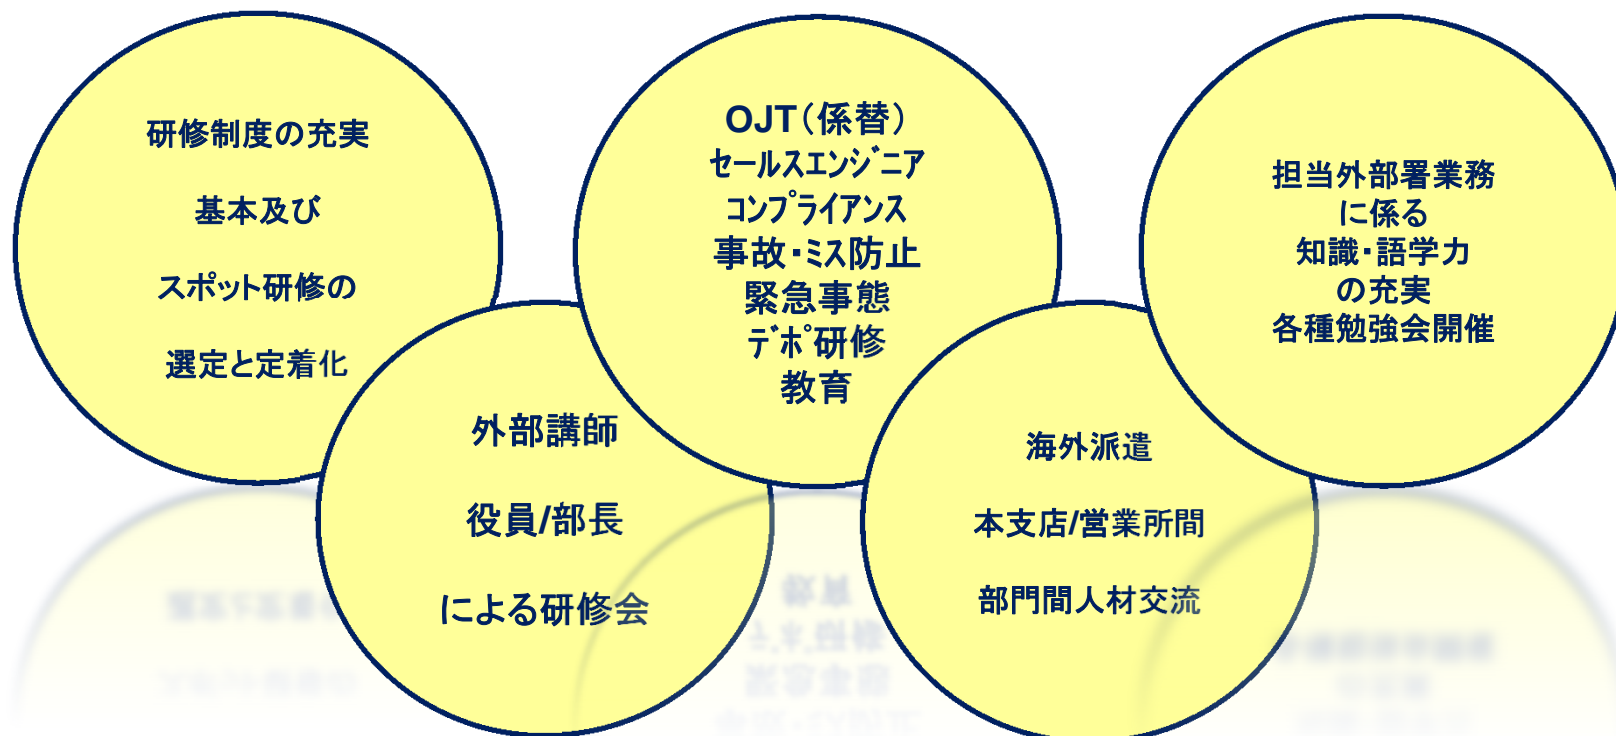 研修制度の充実
基本及び
スポット研修の
選定と定着化
外部講師
役員/部長
による研修会
OJT（係替）
ｾｰﾙｽｴﾝｼﾞﾆｱ
ｺﾝﾌﾟﾗｲｱﾝｽ
事故・ﾐｽ防止
緊急事態
ﾃﾞﾎﾟ研修
教育
海外派遣
本支店/営業所間
部門間人材交流
担当外部署業務
に係る
知識・語学力
の充実
各種勉強会開催